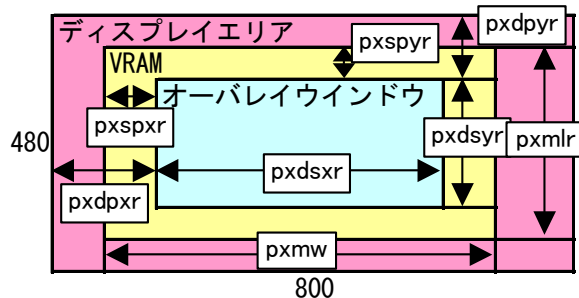 ディスプレイエリア
pxspyr
pxdpyr
VRAM
オーバレイウインドウ
pxspxr
pxdsyr
pxmlr
480
pxdsxr
pxdpxr
pxmw
800